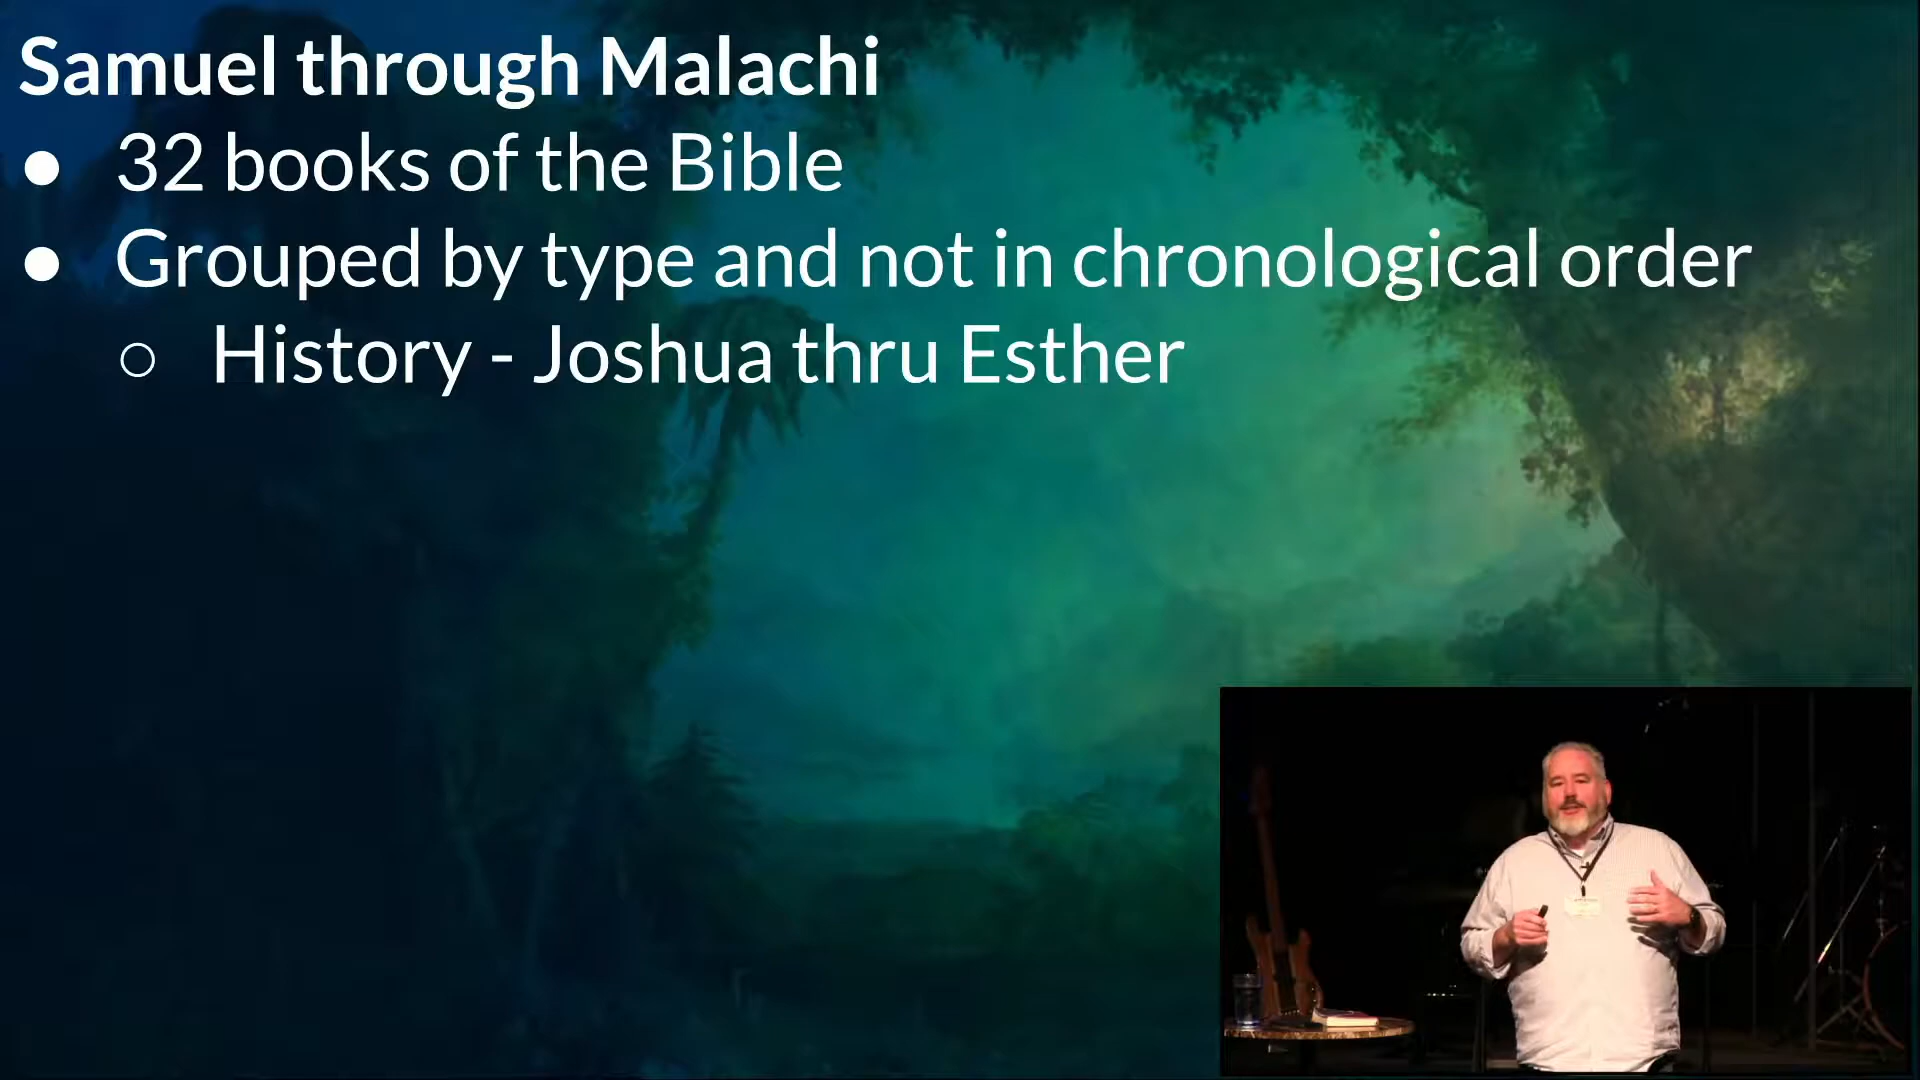 Samuel through Malachi
● 32 books of the Bible
● Grouped by type and not in chronological order
○ History - Joshua thru Esther